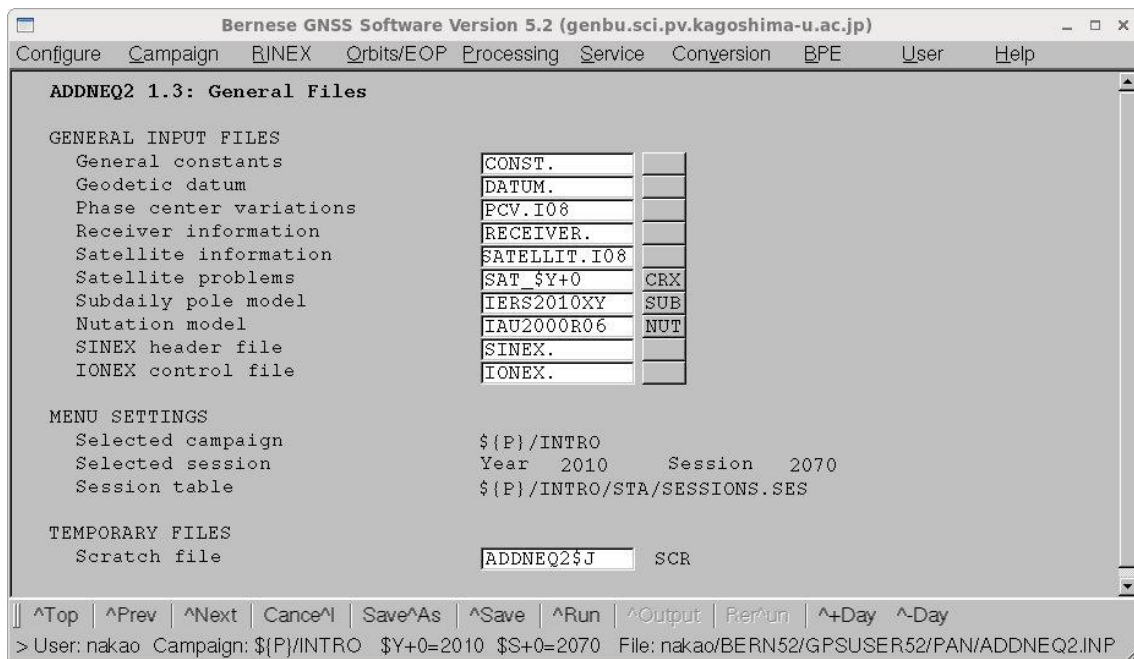 Bernese GNSS Software Version 5.2 (genbu.sci.pv.kagoshima-u.ac.jp)
Configure Campaign RINEX Orbits/EOP Processing Service Conversion BPE User Help
ADDNEQ2 1.3: General Files
GENERAL INPUT FILES
General constants CONST.
Geodetic datum DATUM.
Phase center variations PCV.I08
Receiver information RECEIVER.
Satellite information SATELLIT.I08
Satellite problems SAT_$Y+0 CRX
Subdaily pole model IERS2010XY SUB
Nutation model IAU2000R06 NUT
SINEX header file SINEX.
IONEX control file IONEX.
MENU SETTINGS
Selected campaign ${P}/INTRO
Selected session Year 2010 Session 2070
Session table ${P}/INTRO/STA/SESSIONS.SES
TEMPORARY FILES
Scratch file ADDNEQ2$J SCR
^Top ^Prev ^Next Cance^l Save^As ^Save ^Run ^Output Rer^un ^+Day ^-Day
> User: nakao Campaign: ${P}/INTRO $Y+0=2010 $S+0=2070 File: nakao/BERN52/GPSUSER52/PAN/ADDNEQ2.INP